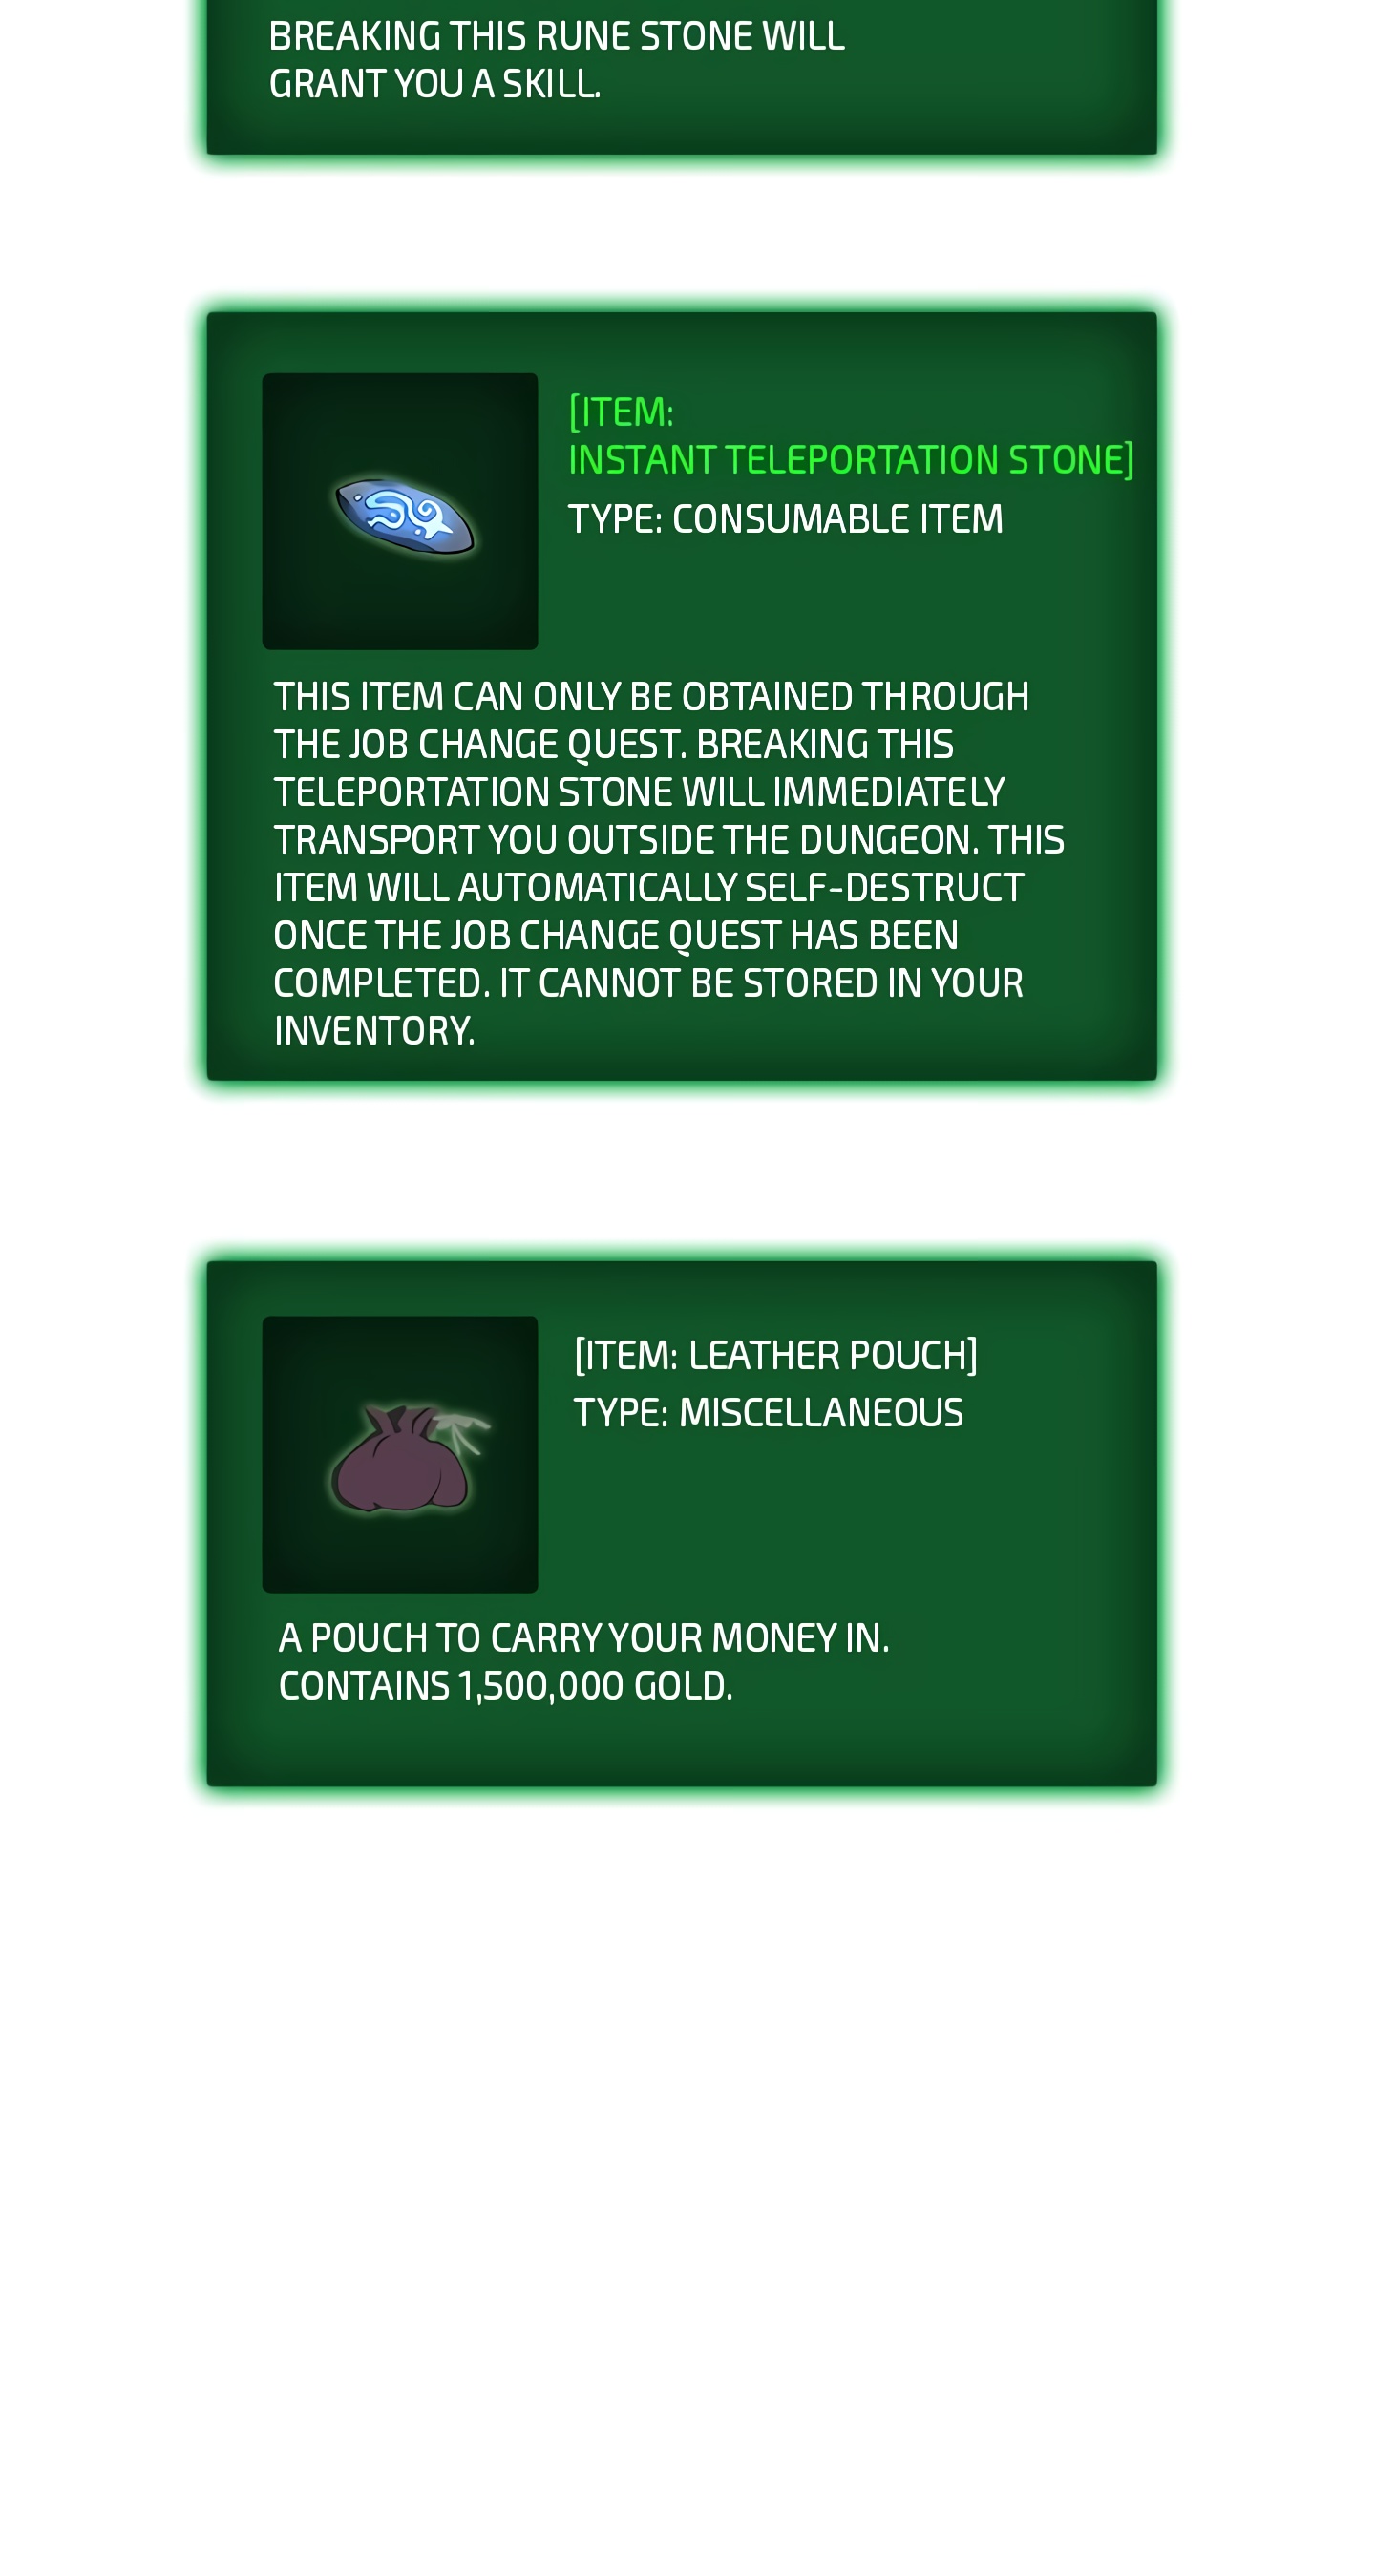 BREAKING THIS RUNE STONE WILL
GRANT YOU A SKILL.
[ITEM:
INSTANT TELEPORTATION STONE]
TYPE: CONSUMABLE ITEM
THIS ITEM CAN ONLY BE OBTAINED THROUGH
THE JOB CHANGE QUEST. BREAKING THIS
TELEPORTATION STONE WILL IMMEDIATELY
TRANSPORT YOU OUTSIDE THE DUNGEON. THIS
ITEM WILL AUTOMATICALLY SELF-DESTRUCT
ONCE THE JOB CHANGE QUEST HAS BEEN
COMPLETED. IT CANNOT BE STORED IN YOUR
INVENTORY.
[ITEM: LEATHER POUCH]
TYPE: MISCELLANEOUS
A POUCH TO CARRY YOUR MONEY IN.
CONTAINS 1,500,000 GOLD.